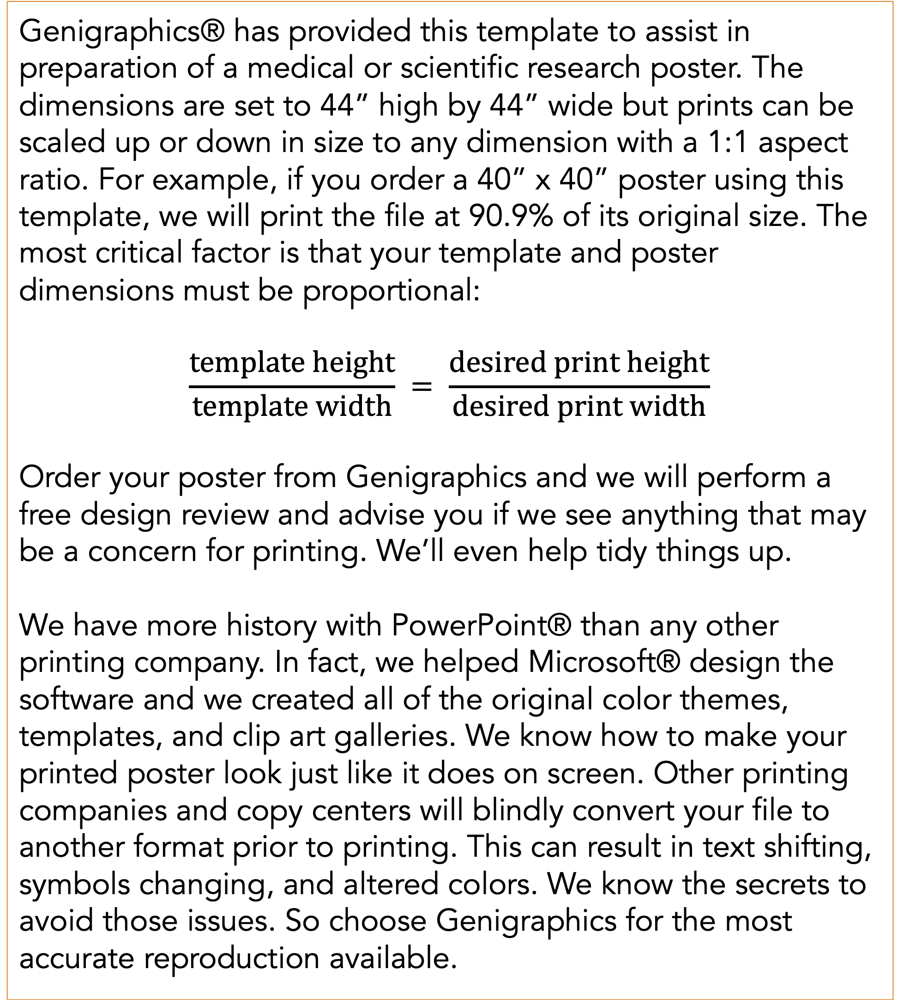 Genigraphics® has provided this template to assist in
preparation of a medical or scientific research poster. The
dimensions are set to 44” high by 44” wide but prints can be
scaled up or down in size to any dimension with a 1:1 aspect
ratio. For example, if you order a 40” x 40” poster using this
template, we will print the file at 90.9% of its original size. The
most critical factor is that your template and poster
dimensions must be proportional:
template height / template width = desired print height / desired print width
Order your poster from Genigraphics and we will perform a
free design review and advise you if we see anything that may
be a concern for printing. We’ll even help tidy things up.
We have more history with PowerPoint® than any other
printing company. In fact, we helped Microsoft® design the
software and we created all of the original color themes,
templates, and clip art galleries. We know how to make your
printed poster look just like it does on screen. Other printing
companies and copy centers will blindly convert your file to
another format prior to printing. This can result in text shifting,
symbols changing, and altered colors. We know the secrets to
avoid those issues. So choose Genigraphics for the most
accurate reproduction available.